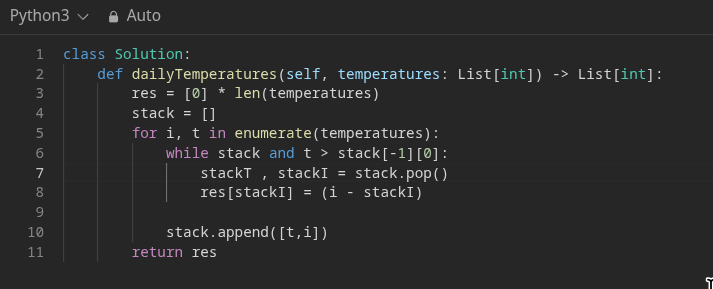 Python3 Auto
1 class Solution:
2     def dailyTemperatures(self, temperatures: List[int]) -> List[int]:
3         res = [0] * len(temperatures)
4         stack = []
5         for i, t in enumerate(temperatures):
6             while stack and t > stack[-1][0]:
7                 stackT , stackI = stack.pop()
8                 res[stackI] = (i - stackI)
9
10             stack.append([t,i])
11         return res